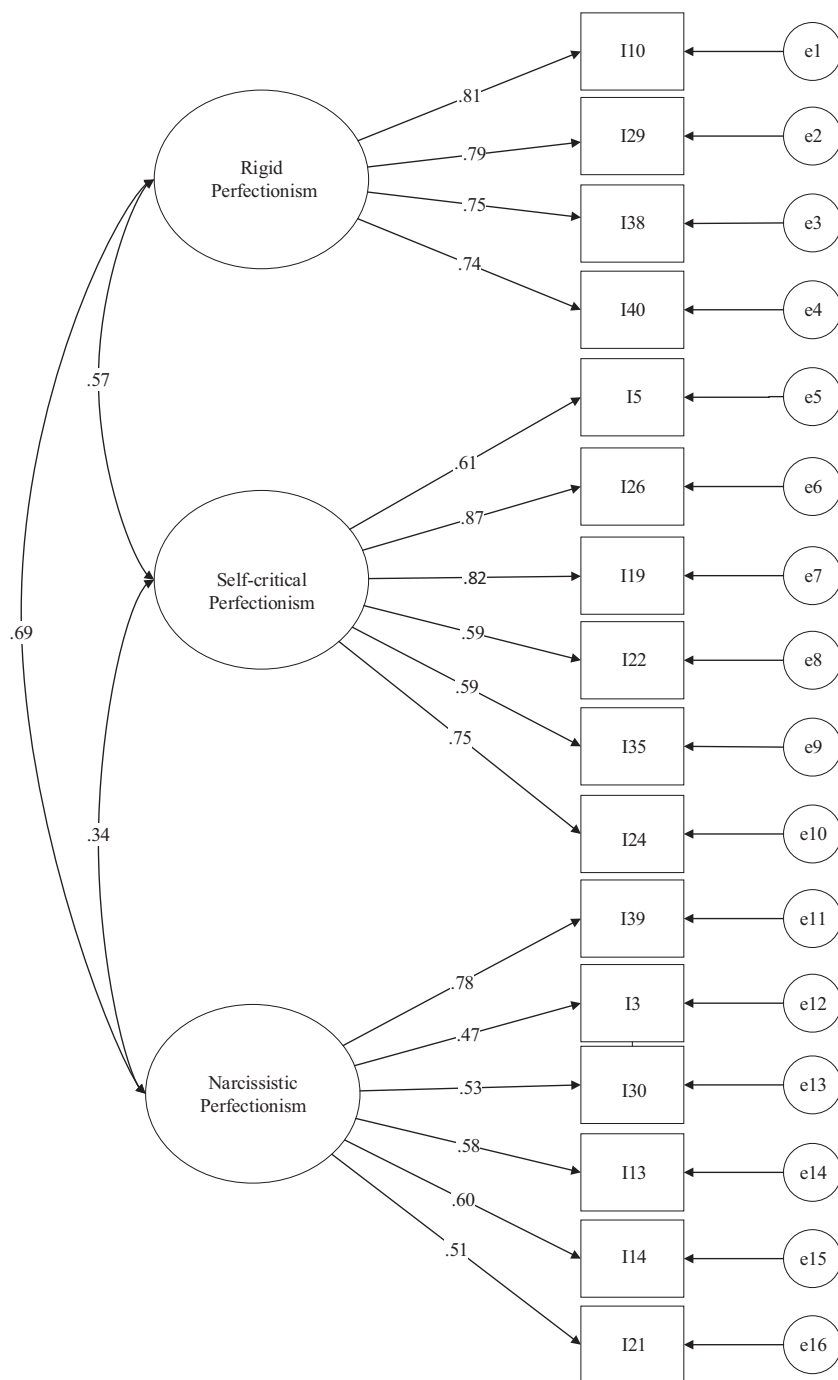 I10
e1
.81
I29
e2
Rigid
Perfectionism
.79
.75
I38
e3
.74
I40
e4
.57
I5
e5
.61
I26
e6
.87
Self-critical
Perfectionism
.82
I19
e7
.59
I22
e8
.69
.59
I35
e9
.75
I24
e10
.34
I39
e11
.78
I3
e12
.47
Narcissistic
Perfectionism
.53
I30
e13
.58
I13
e14
.60
I14
e15
.51
I21
e16